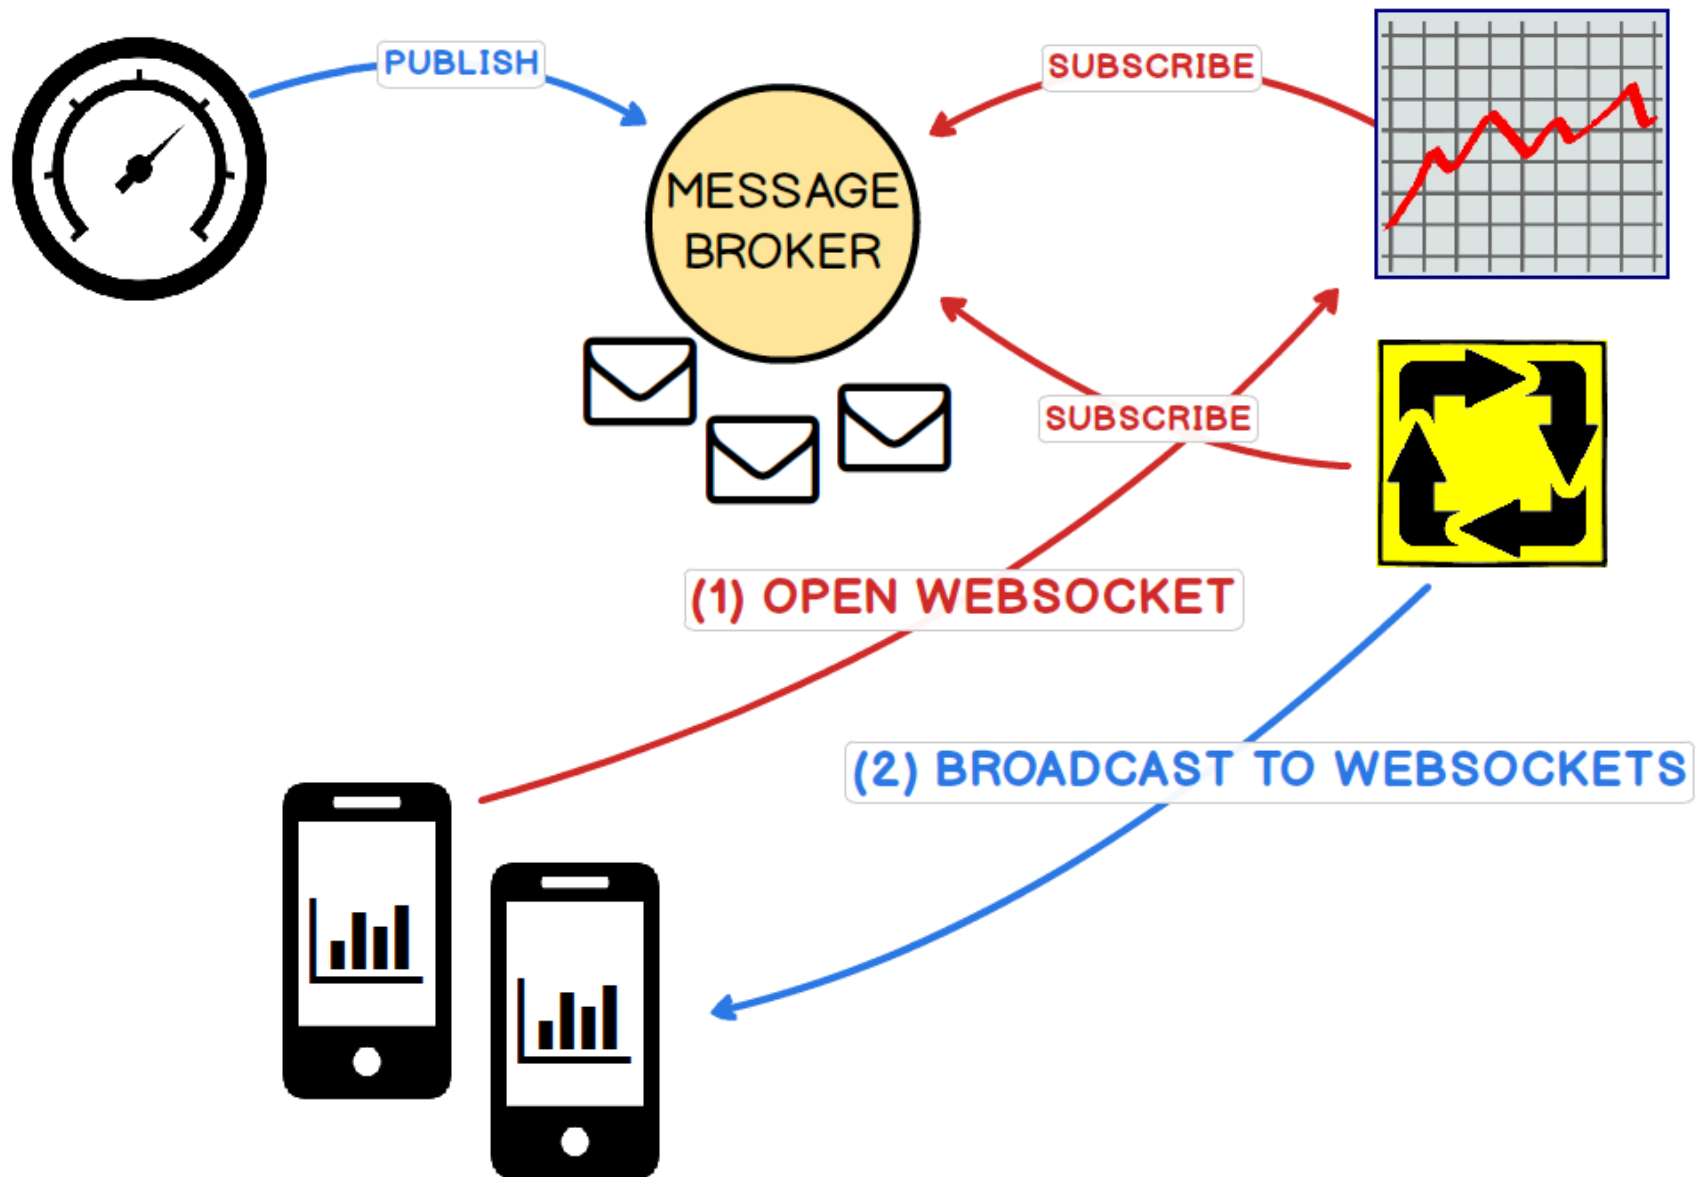 PUBLISH
SUBSCRIBE
MESSAGE
BROKER
SUBSCRIBE
(1) OPEN WEBSOCKET
(2) BROADCAST TO WEBSOCKETS